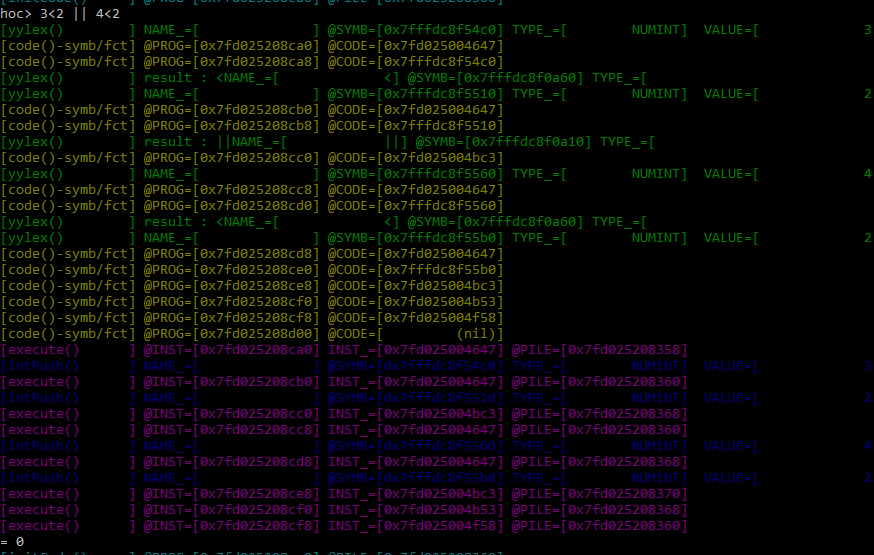 hoc> 3<2 || 4<2
[yylex() ] NAME_=[ ] @SYMB=[0x7fffdc8f54c0] TYPE_=[ NUMINT] VALUE=[ 3
[code()-symb/fct] @PROG=[0x7fd025208ca0] @CODE=[0x7fd025004647]
[code()-symb/fct] @PROG=[0x7fd025208ca8] @CODE=[0x7fffdc8f54c0]
[yylex() ] result : <NAME_=[ <] @SYMB=[0x7fffdc8f0a60] TYPE_=[
[yylex() ] NAME_=[ ] @SYMB=[0x7fffdc8f5510] TYPE_=[ NUMINT] VALUE=[ 2
[code()-symb/fct] @PROG=[0x7fd025208cb0] @CODE=[0x7fd025004647]
[code()-symb/fct] @PROG=[0x7fd025208cb8] @CODE=[0x7fffdc8f5510]
[yylex() ] result : ||NAME_=[ ||] @SYMB=[0x7fffdc8f0a10] TYPE_=[
[code()-symb/fct] @PROG=[0x7fd025208cc0] @CODE=[0x7fd025004bc3]
[yylex() ] NAME_=[ ] @SYMB=[0x7fffdc8f5560] TYPE_=[ NUMINT] VALUE=[ 4
[code()-symb/fct] @PROG=[0x7fd025208cc8] @CODE=[0x7fd025004647]
[code()-symb/fct] @PROG=[0x7fd025208cd0] @CODE=[0x7fffdc8f5560]
[yylex() ] result : <NAME_=[ <] @SYMB=[0x7fffdc8f0a60] TYPE_=[
[yylex() ] NAME_=[ ] @SYMB=[0x7fffdc8f55b0] TYPE_=[ NUMINT] VALUE=[ 2
[code()-symb/fct] @PROG=[0x7fd025208cd8] @CODE=[0x7fd025004647]
[code()-symb/fct] @PROG=[0x7fd025208ce0] @CODE=[0x7fffdc8f55b0]
[code()-symb/fct] @PROG=[0x7fd025208ce8] @CODE=[0x7fd025004bc3]
[code()-symb/fct] @PROG=[0x7fd025208cf0] @CODE=[0x7fd025004b53]
[code()-symb/fct] @PROG=[0x7fd025208cf8] @CODE=[0x7fd025004f58]
[code()-symb/fct] @PROG=[0x7fd025208d00] @CODE=[ (nil)]
[execute() ] @INST=[0x7fd025208ca0] INST_=[0x7fd025004647] @PILE=[0x7fd025208358]
[intPush() ] NAME_=[ ] @SYMB=[0x7fffdc8f54c0] TYPE_=[ NUMINT] VALUE=[ 3
[execute() ] @INST=[0x7fd025208cb0] INST_=[0x7fd025004647] @PILE=[0x7fd025208360]
[intPush() ] NAME_=[ ] @SYMB=[0x7fffdc8f5510] TYPE_=[ NUMINT] VALUE=[ 2
[execute() ] @INST=[0x7fd025208cc0] INST_=[0x7fd025004bc3] @PILE=[0x7fd025208368]
[execute() ] @INST=[0x7fd025208cc8] INST_=[0x7fd025004647] @PILE=[0x7fd025208360]
[intPush() ] NAME_=[ ] @SYMB=[0x7fffdc8f5560] TYPE_=[ NUMINT] VALUE=[ 4
[execute() ] @INST=[0x7fd025208cd8] INST_=[0x7fd025004647] @PILE=[0x7fd025208368]
[intPush() ] NAME_=[ ] @SYMB=[0x7fffdc8f55b0] TYPE_=[ NUMINT] VALUE=[ 2
[execute() ] @INST=[0x7fd025208ce8] INST_=[0x7fd025004bc3] @PILE=[0x7fd025208370]
[execute() ] @INST=[0x7fd025208cf0] INST_=[0x7fd025004b53] @PILE=[0x7fd025208368]
[execute() ] @INST=[0x7fd025208cf8] INST_=[0x7fd025004f58] @PILE=[0x7fd025208360]
= 0